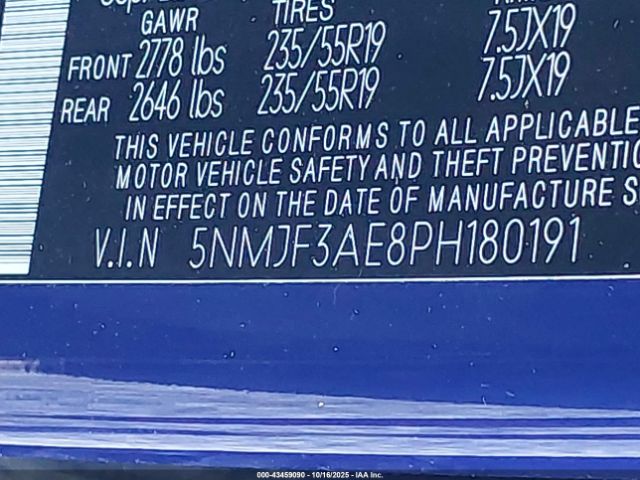 GAWR TIRES
FRONT 2778 lbs 235/55R19 7.5JX19
REAR 2646 lbs 235/55R19 7.5JX19
THIS VEHICLE CONFORMS TO ALL APPLICABLE
MOTOR VEHICLE SAFETY AND THEFT PREVENTIO
IN EFFECT ON THE DATE OF MANUFACTURE S
V.I.N 5NMJF3AE8PH180191
000-43459090 - 10/16/2025 - IAA Inc.